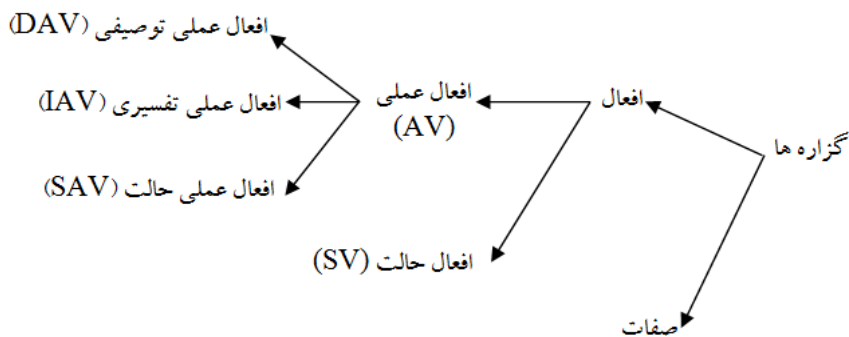 گزاره ها
افعال
افعال عملی
(AV)
افعال عملی توصیفی (DAV)
افعال عملی تفسیری (IAV)
افعال عملی حالت (SAV)
افعال حالت (SV)
صفات